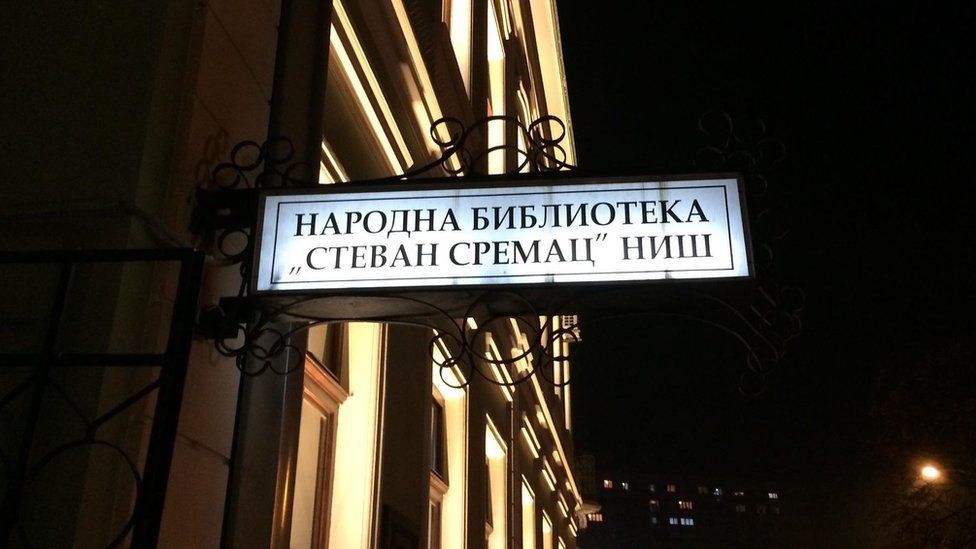 НАРОДНА БИБЛИОТЕКА
„СТЕВАН СРЕМАЦ” НИШ